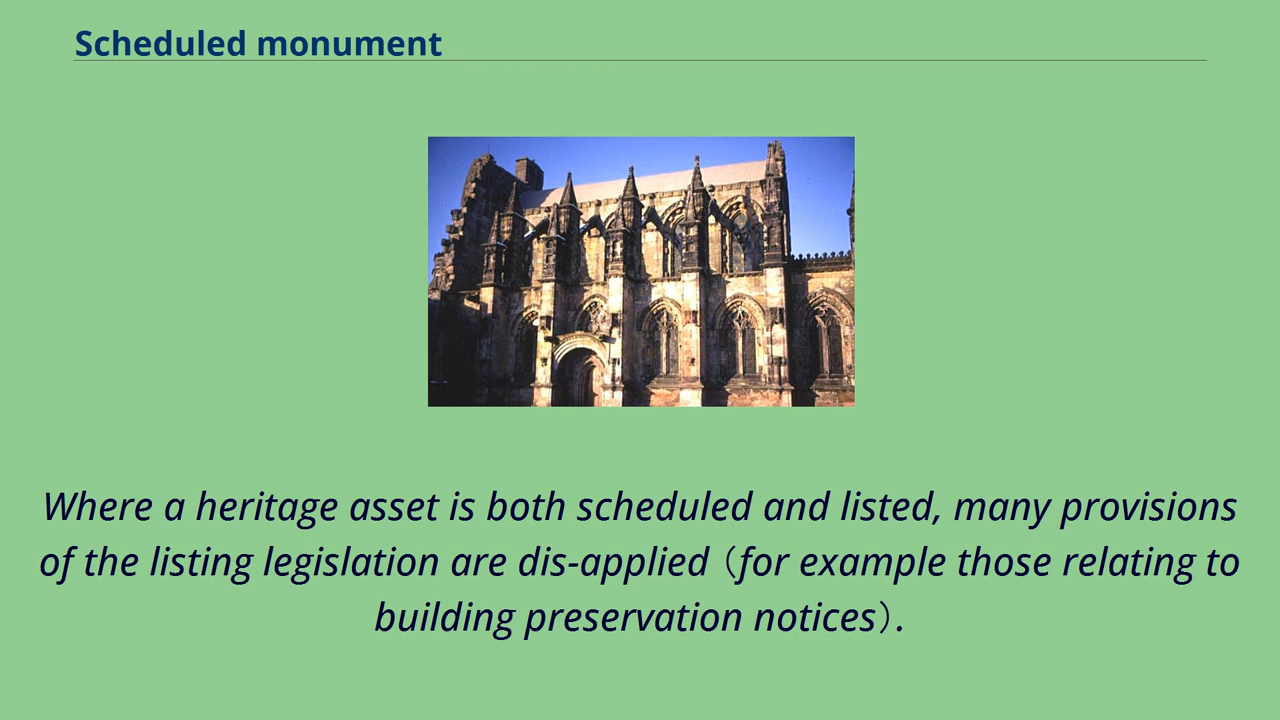 Scheduled monument
Where a heritage asset is both scheduled and listed, many provisions
of the listing legislation are dis-applied（for example those relating to
building preservation notices）.